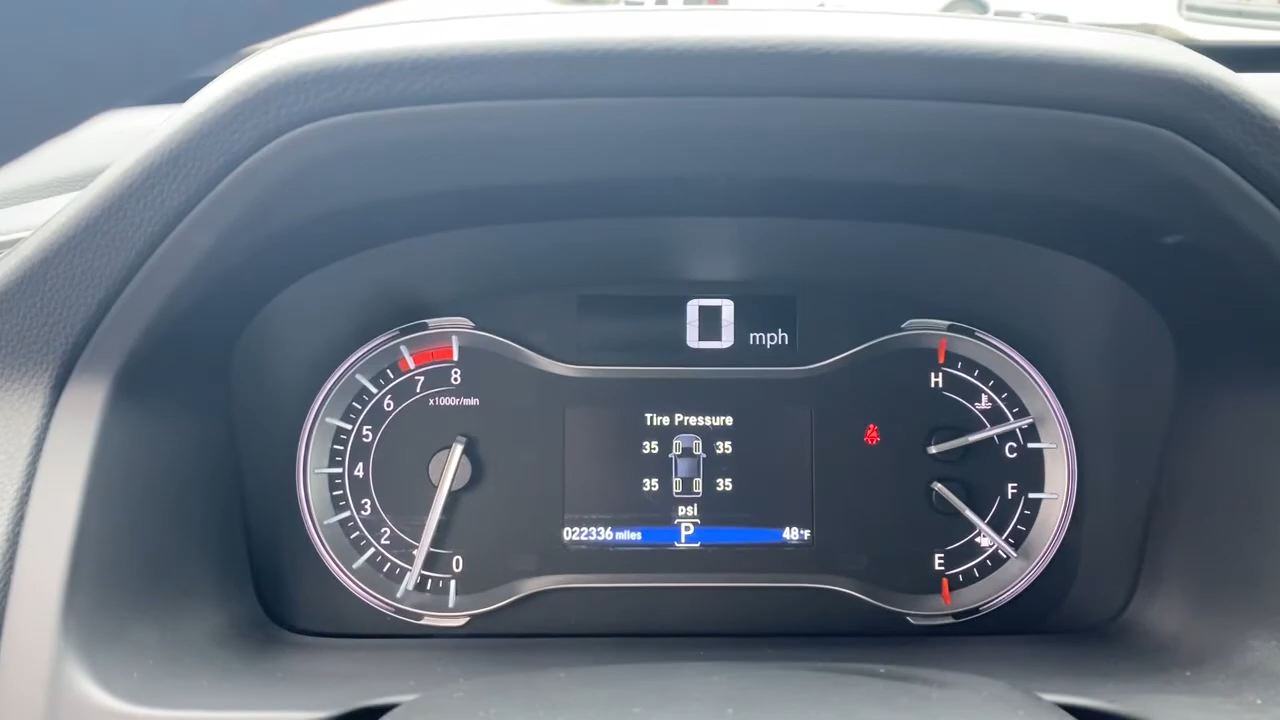 0 mph
8
7
6
5
4
3
2
0
x1000r/min
Tire Pressure
35 35
35 35
psi
022336 miles P 48°F
H
C
F
E